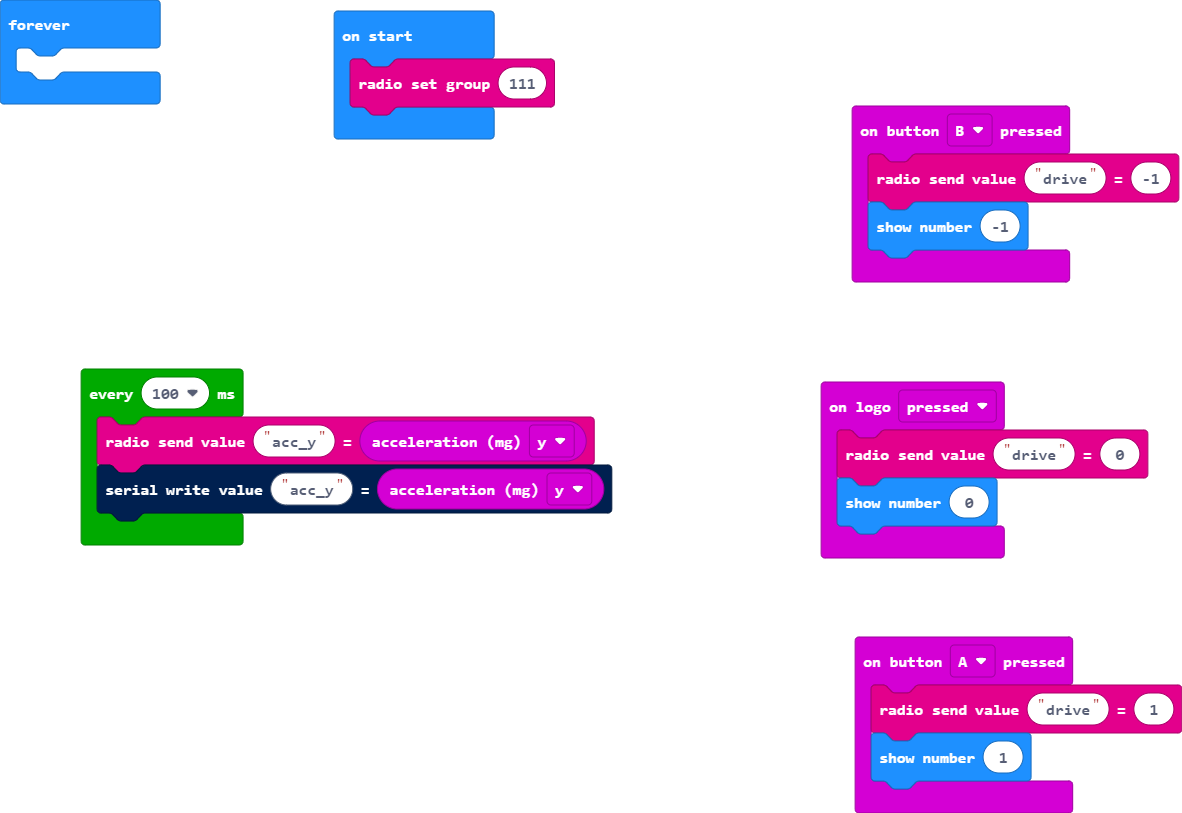 forever
on start
radio set group 111
on button B pressed
radio send value "drive" = -1
show number -1
every 100 ms
radio send value "acc_y" = acceleration (mg) y
serial write value "acc_y" = acceleration (mg) y
on logo pressed
radio send value "drive" = 0
show number 0
on button A pressed
radio send value "drive" = 1
show number 1